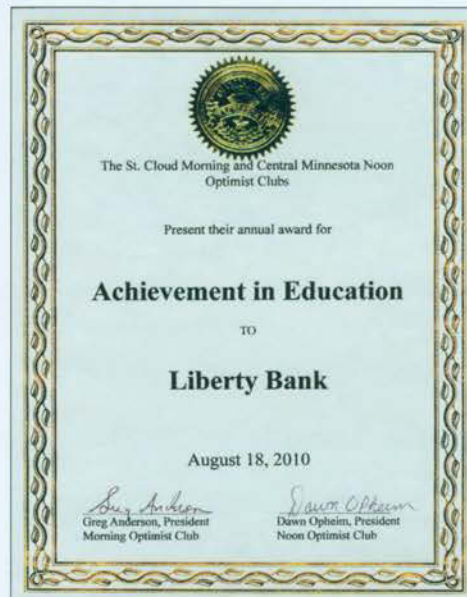 The St. Cloud Morning and Central Minnesota Noon
Optimist Clubs
Present their annual award for
Achievement in Education
TO
Liberty Bank
August 18, 2010
Greg Anderson Dawn Opheim
Greg Anderson, President Dawn Opheim, President
Morning Optimist Club Noon Optimist Club